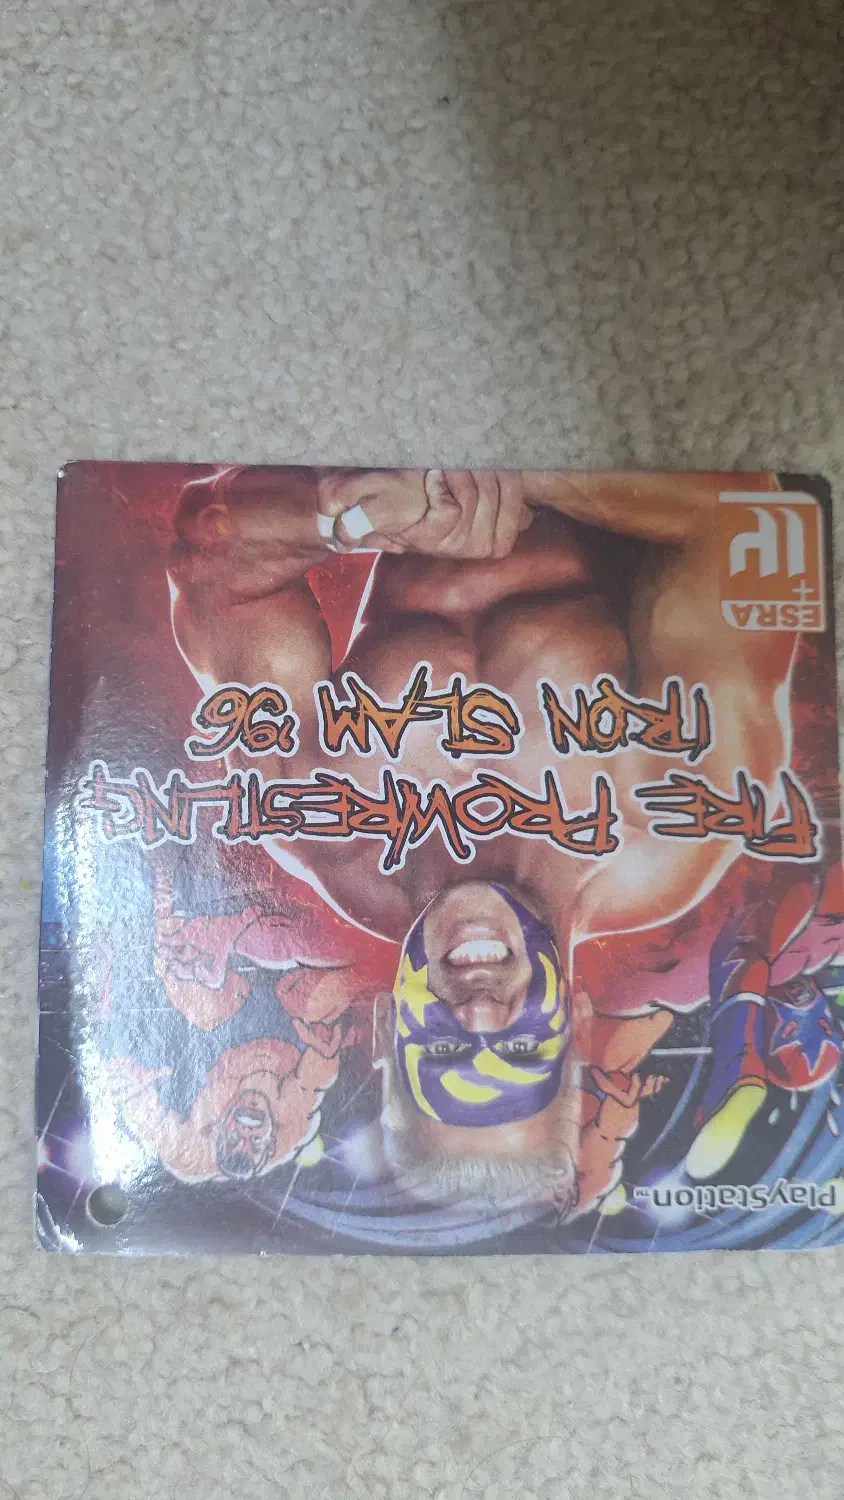 PlayStation™
FIRE PROWRESTLING
IRON SLAM '96
ESRA
+